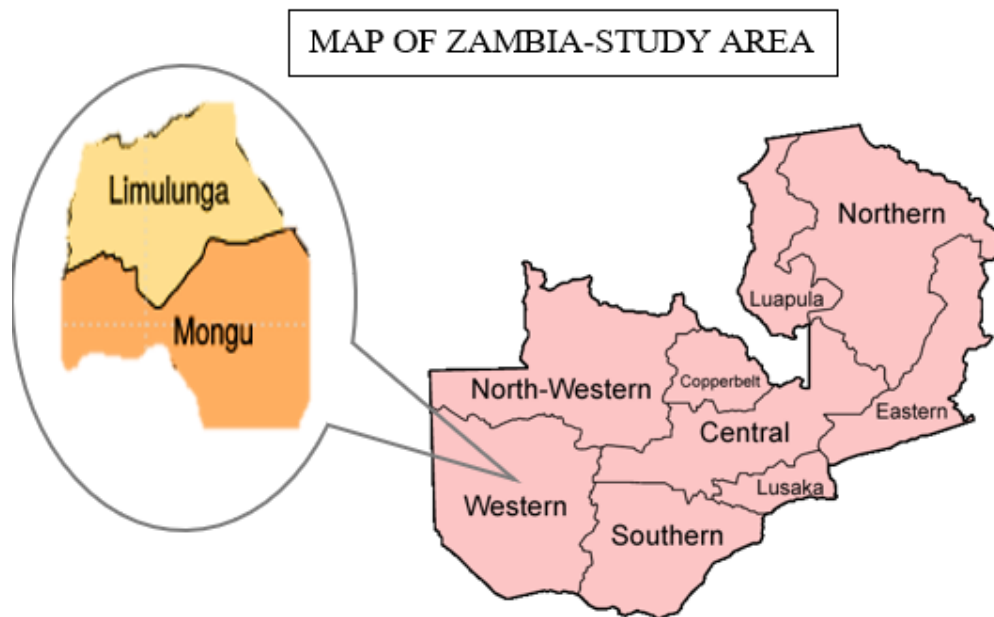 MAP OF ZAMBIA-STUDY AREA
Limulunga
Mongu
Northern
Luapula
North-Western
Copperbelt
Central
Eastern
Western
Lusaka
Southern